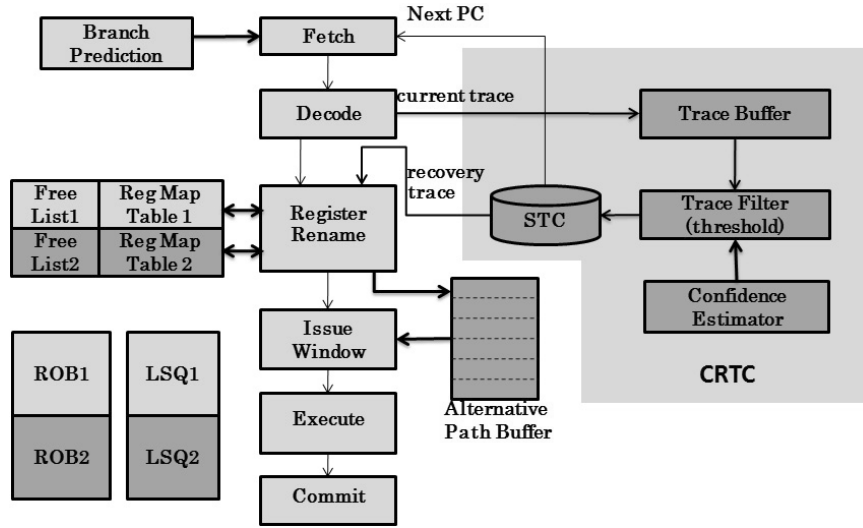 Next PC
Branch
Prediction
Fetch
Decode
current trace
Trace Buffer
recovery
trace
Free
List1
Reg Map
Table 1
Free
List2
Reg Map
Table 2
Register
Rename
STC
Trace Filter
(threshold)
Confidence
Estimator
CRTC
Issue
Window
Alternative
Path Buffer
ROB1
LSQ1
ROB2
LSQ2
Execute
Commit